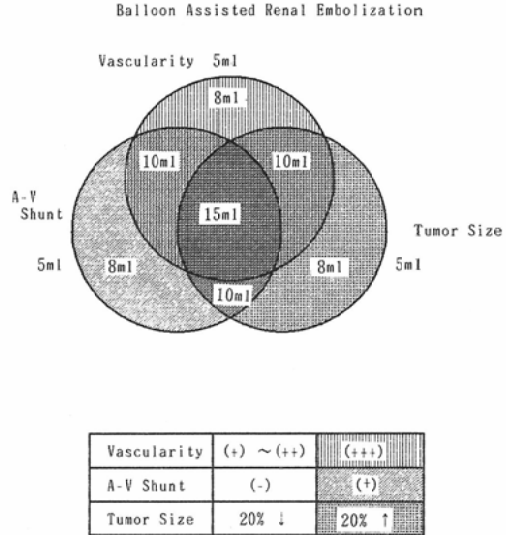 Balloon Assisted Renal Embolization
Vascularity 5ml
8ml
10ml 10ml
A-V
Shunt
15ml
Tumor Size
5ml 8ml 8ml 5ml
10ml
Vascularity (+) ~(++) (+++)
A-V Shunt (-) (+)
Tumor Size 20% ↓ 20% ↑